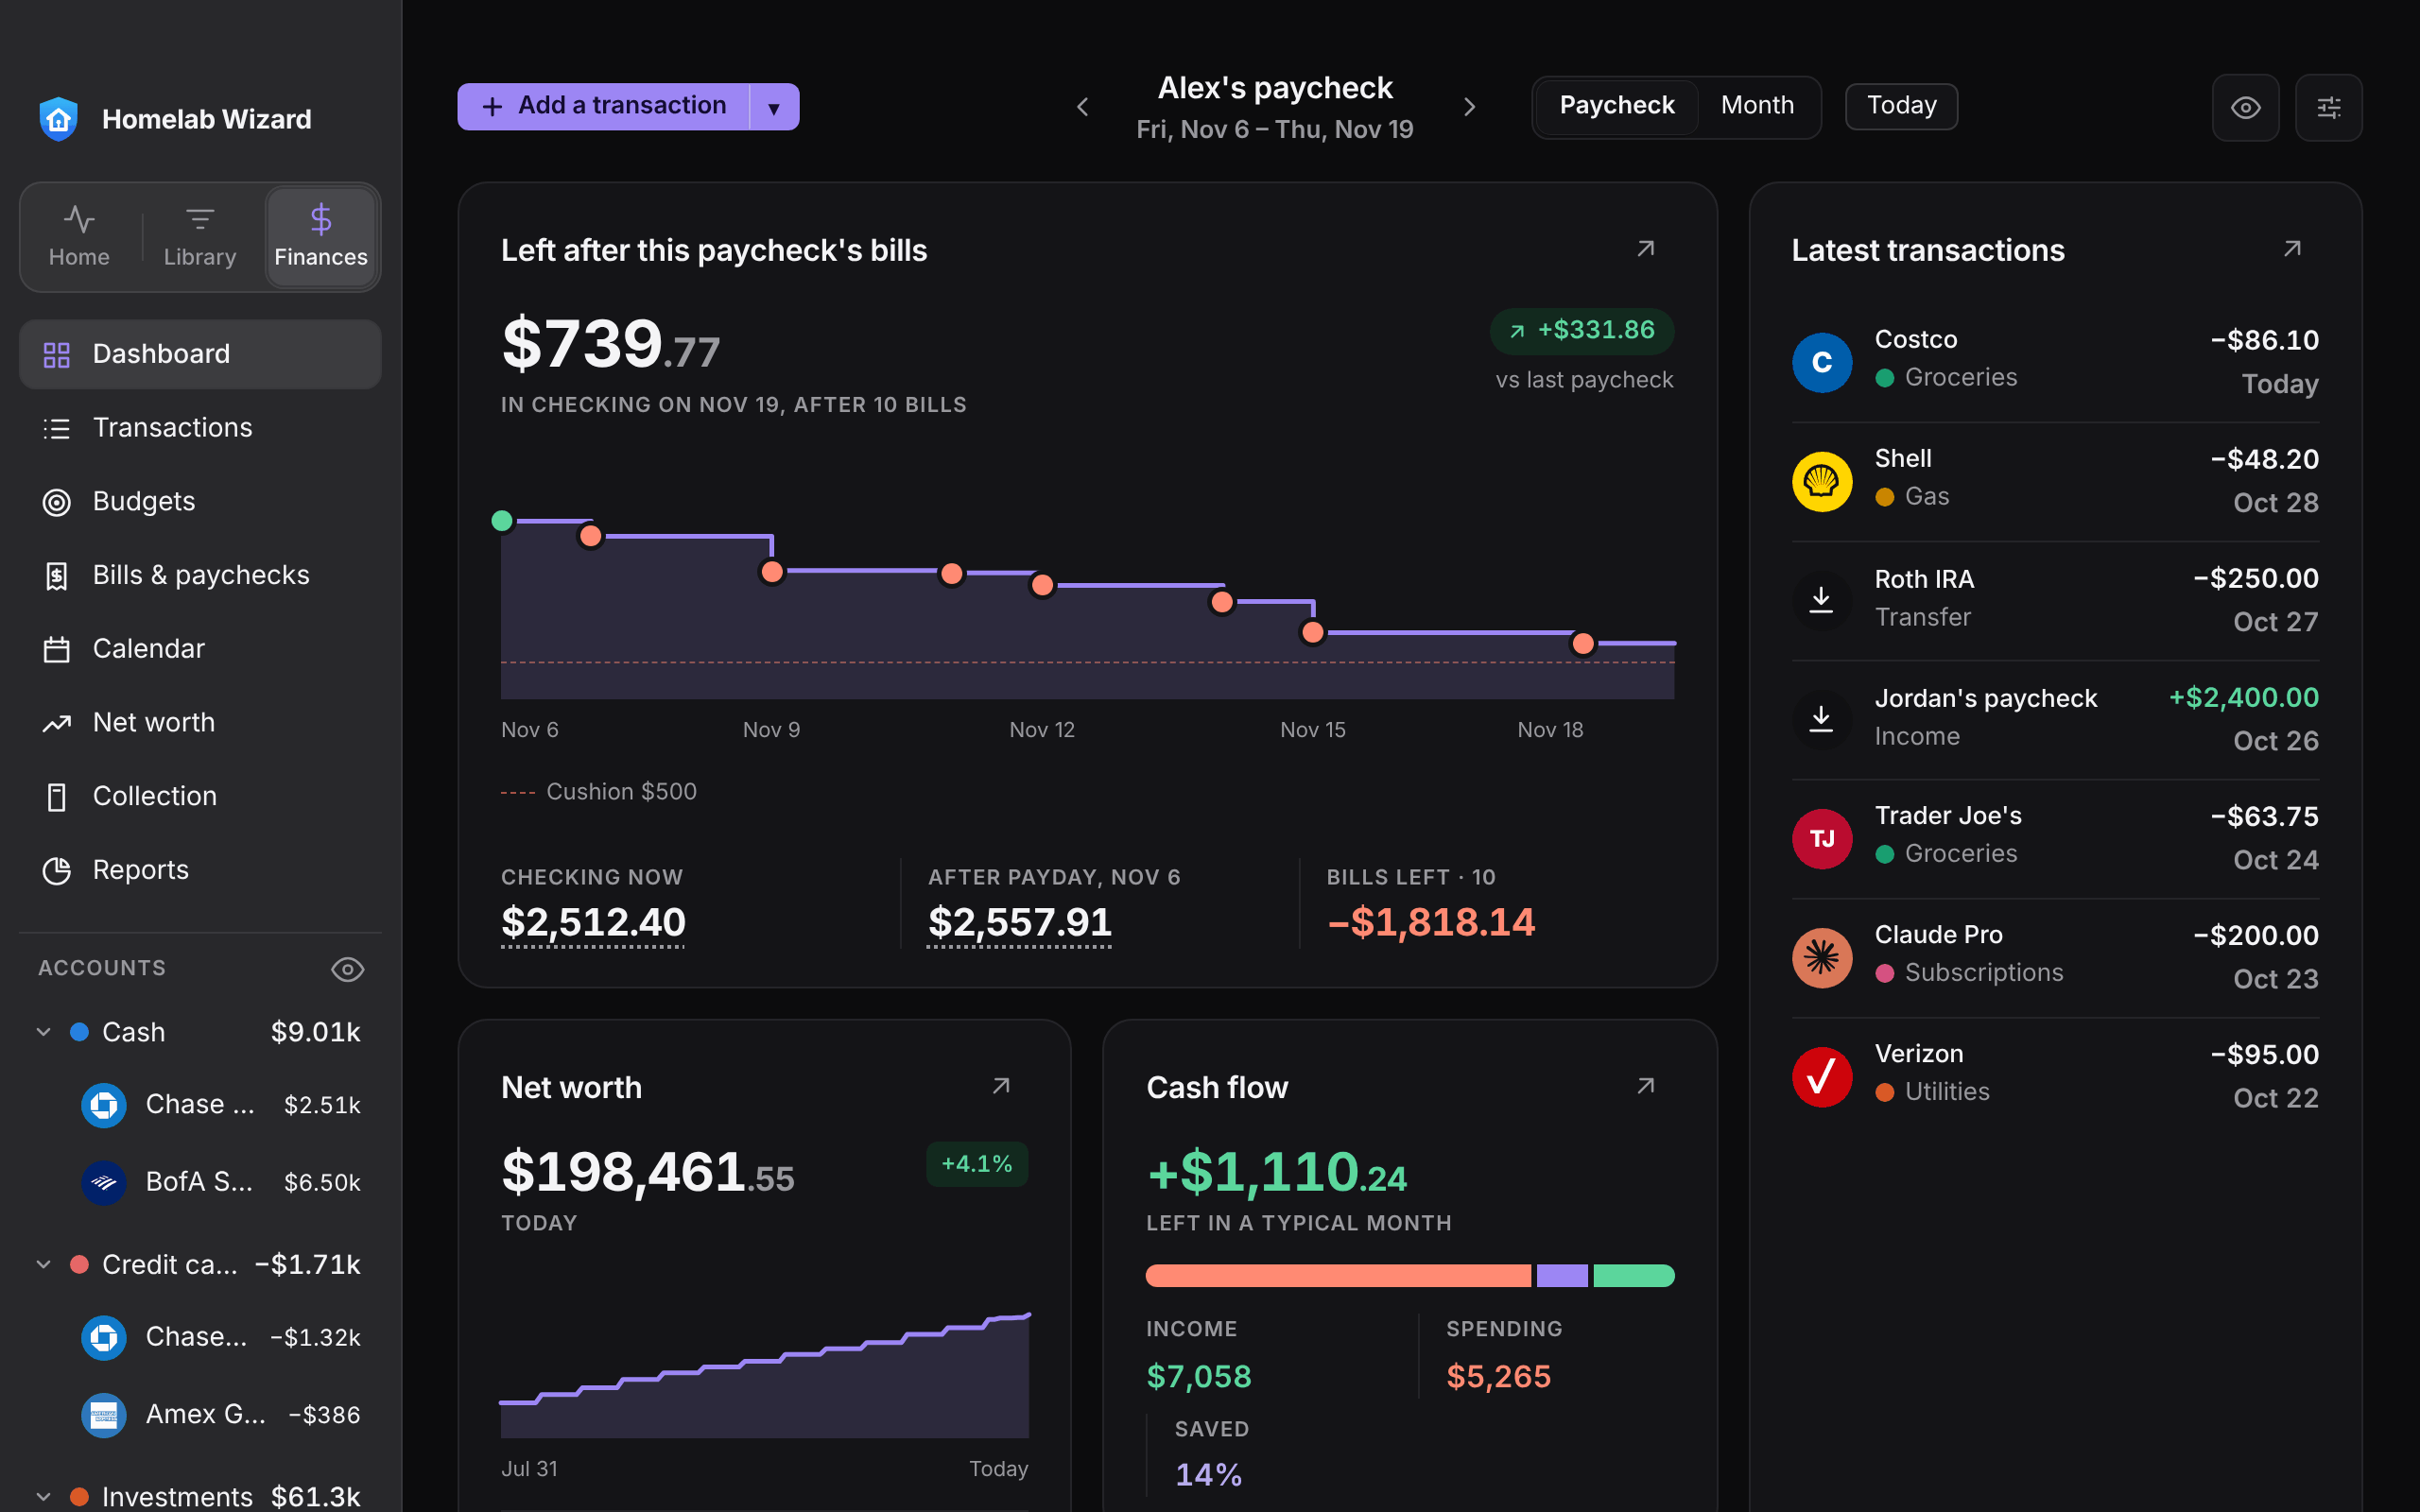 Homelab Wizard
Home
Library
Finances
Dashboard
Transactions
Budgets
Bills & paychecks
Calendar
Net worth
Collection
Reports
ACCOUNTS
Cash $9.01k
Chase ... $2.51k
BofA S... $6.50k
Credit ca... −$1.71k
Chase... −$1.32k
Amex G... −$386
Investments $61.3k
+ Add a transaction ▾
Alex's paycheck
Fri, Nov 6 – Thu, Nov 19
Paycheck
Month
Today
Left after this paycheck's bills
$739.77
IN CHECKING ON NOV 19, AFTER 10 BILLS
+$331.86
vs last paycheck
Nov 6
Nov 9
Nov 12
Nov 15
Nov 18
Cushion $500
CHECKING NOW
$2,512.40
AFTER PAYDAY, NOV 6
$2,557.91
BILLS LEFT · 10
−$1,818.14
Net worth
$198,461.55
+4.1%
TODAY
Jul 31
Today
Cash flow
+$1,110.24
LEFT IN A TYPICAL MONTH
INCOME
$7,058
SPENDING
$5,265
SAVED
14%
Latest transactions
C
Costco −$86.10
Groceries Today
Shell −$48.20
Gas Oct 28
Roth IRA −$250.00
Transfer Oct 27
Jordan's paycheck +$2,400.00
Income Oct 26
TJ
Trader Joe's −$63.75
Groceries Oct 24
Claude Pro −$200.00
Subscriptions Oct 23
Verizon −$95.00
Utilities Oct 22